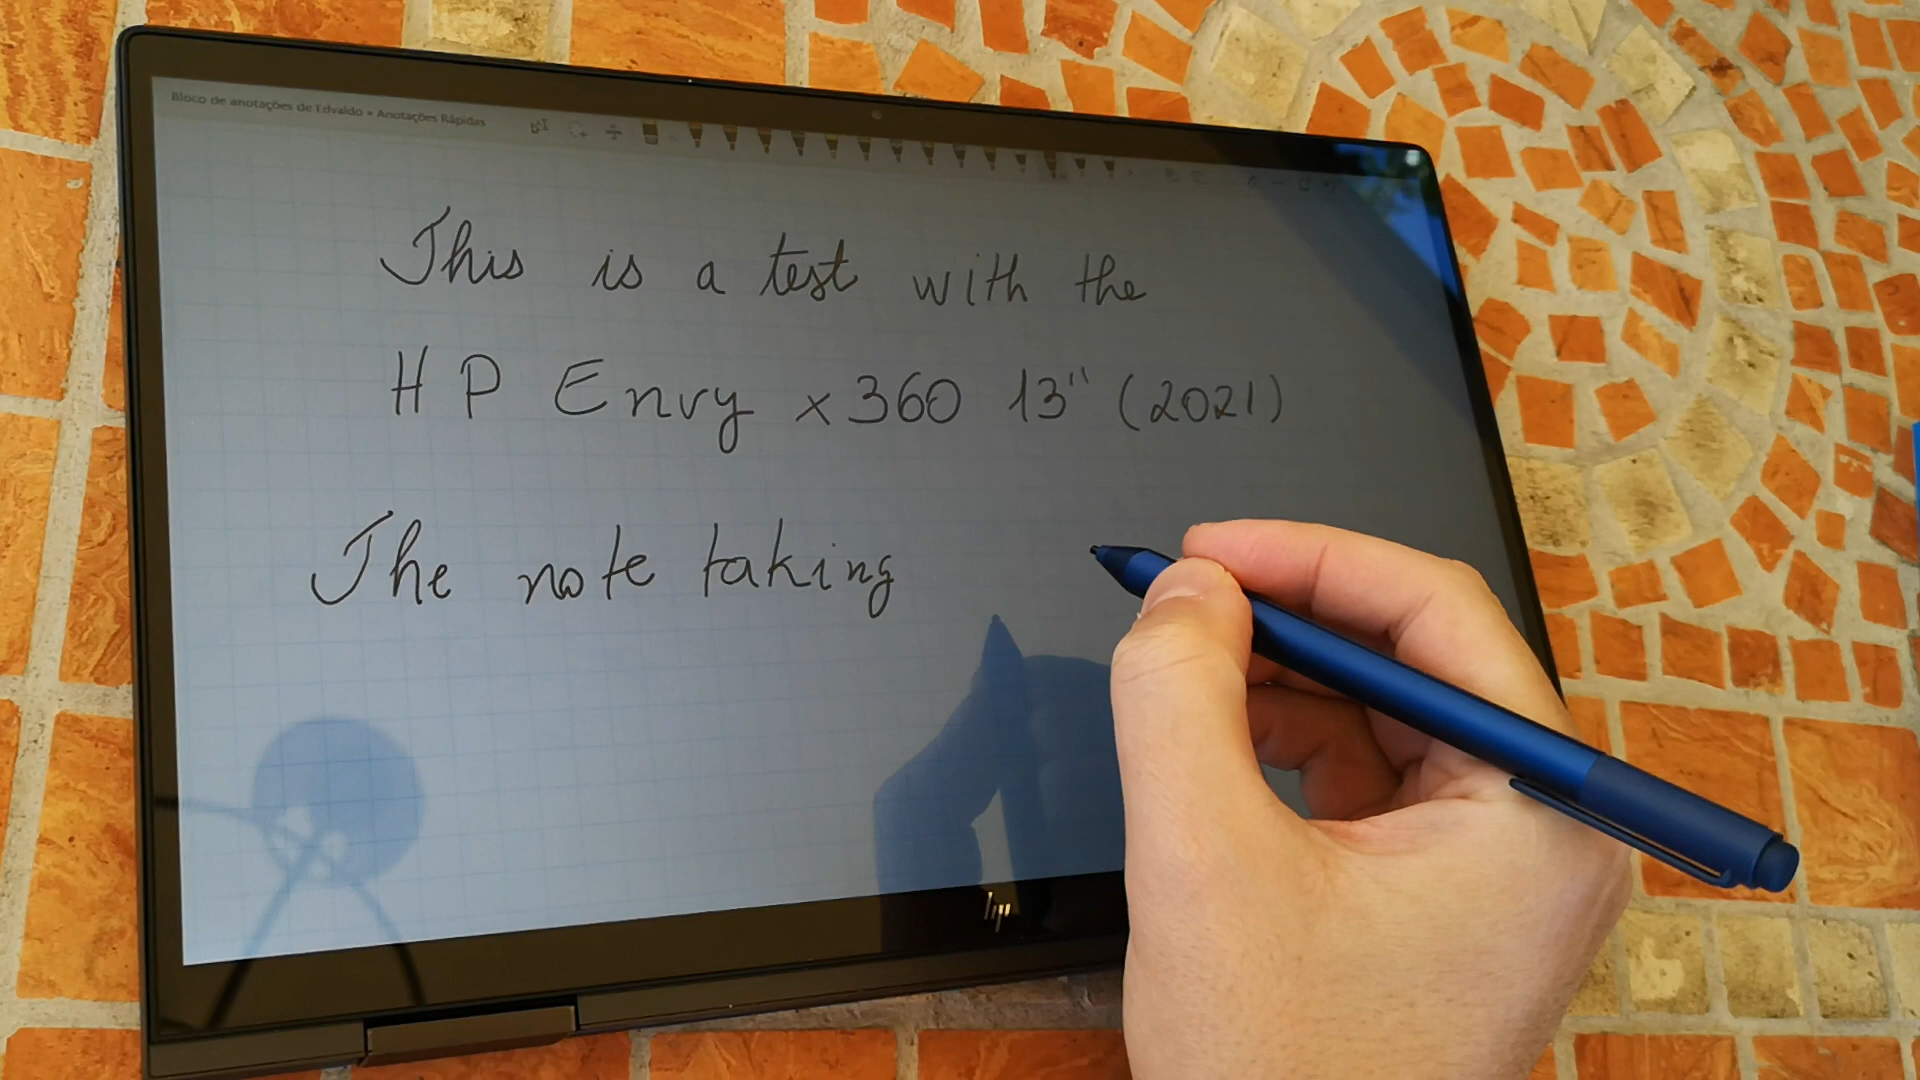 Bloco de anotações de Edvaldo » Anotações Rápidas
This is a test with the
HP Envy x360 13" (2021)
The note taking
hp